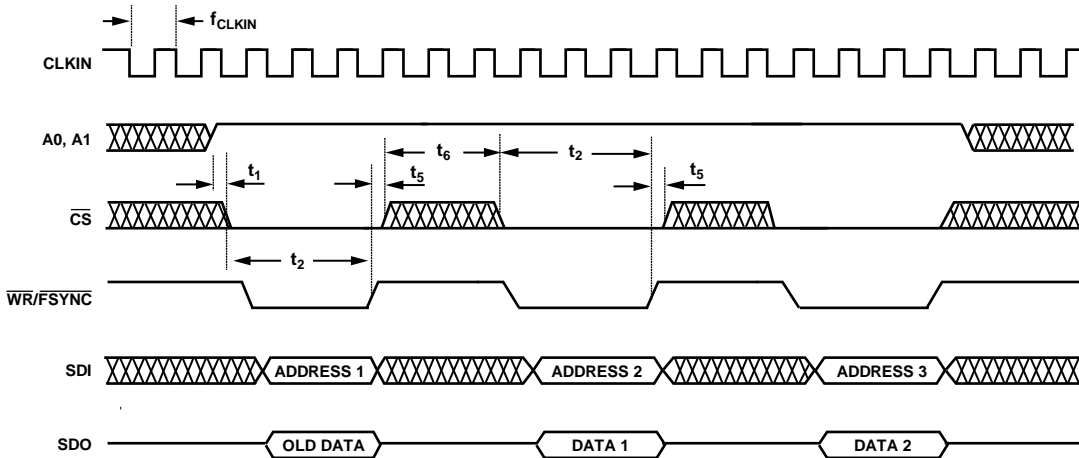 f_CLKIN
CLKIN
A0, A1
t6
t2
t1
t5
t5
CS
t2
WR/FSYNC
SDI
ADDRESS 1
ADDRESS 2
ADDRESS 3
SDO
OLD DATA
DATA 1
DATA 2